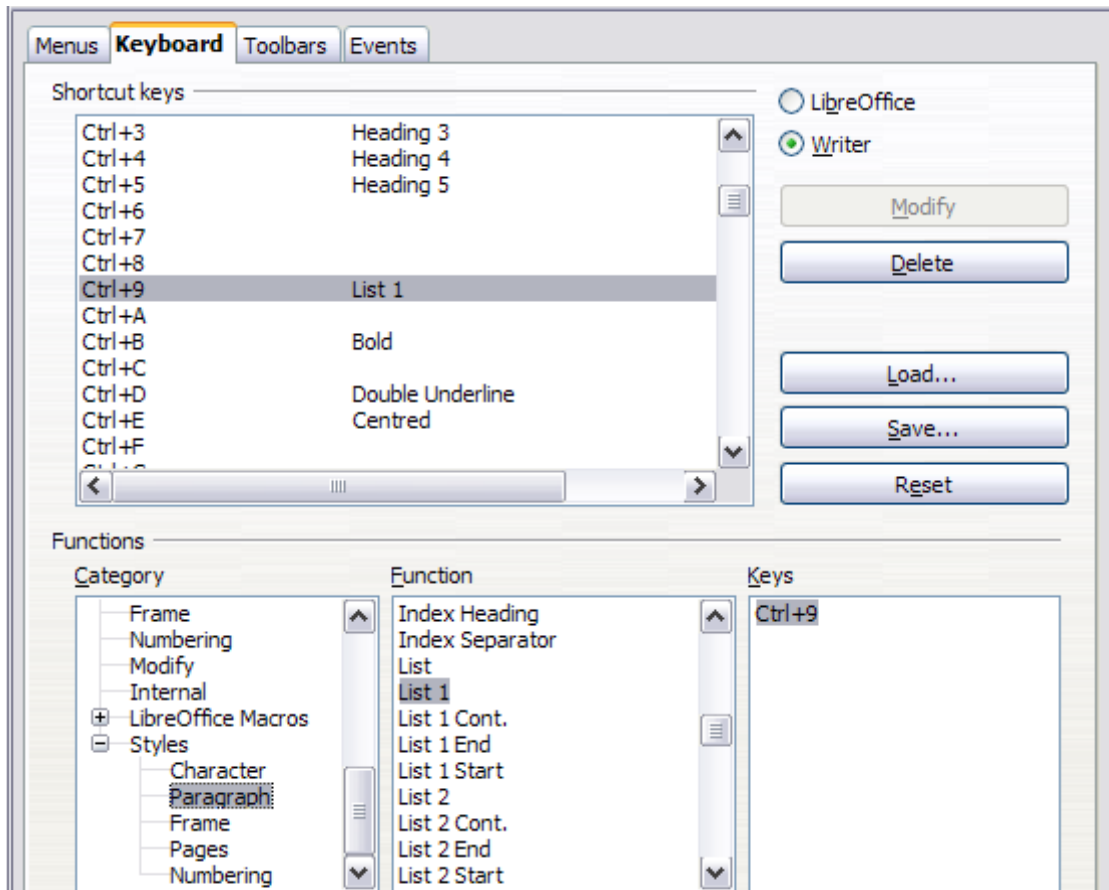 Menus Keyboard Toolbars Events
Shortcut keys
Ctrl+3 Heading 3
Ctrl+4 Heading 4
Ctrl+5 Heading 5
Ctrl+6
Ctrl+7
Ctrl+8
Ctrl+9 List 1
Ctrl+A
Ctrl+B Bold
Ctrl+C
Ctrl+D Double Underline
Ctrl+E Centred
Ctrl+F
LibreOffice
Writer
Modify
Delete
Load...
Save...
Reset
Functions
Category
Frame
Numbering
Modify
Internal
LibreOffice Macros
Styles
Character
Paragraph
Frame
Pages
Numbering
Function
Index Heading
Index Separator
List
List 1
List 1 Cont.
List 1 End
List 1 Start
List 2
List 2 Cont.
List 2 End
List 2 Start
Keys
Ctrl+9